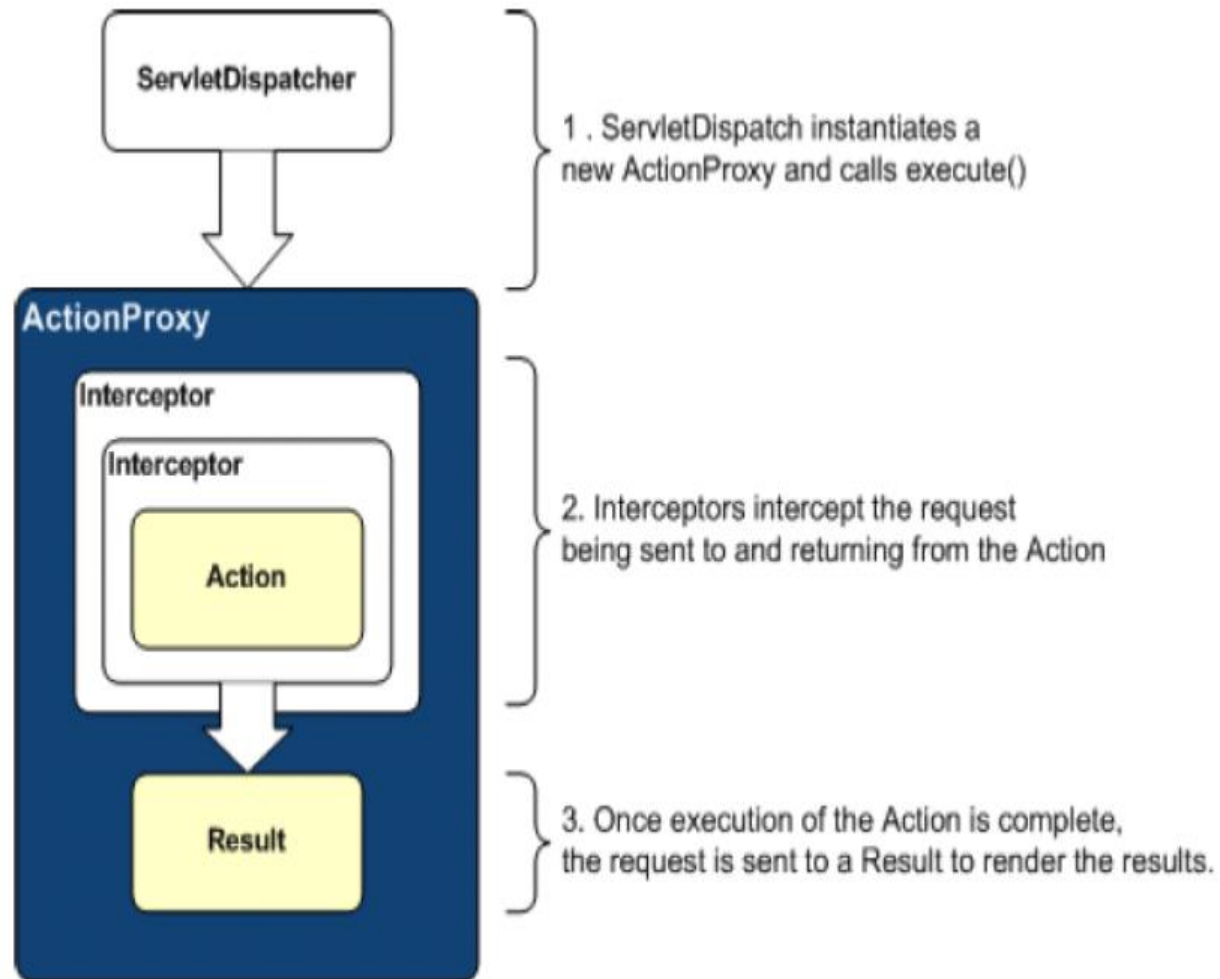 ServletDispatcher
1 . ServletDispatch instantiates a
new ActionProxy and calls execute()
ActionProxy
Interceptor
Interceptor
Action
2. Interceptors intercept the request
being sent to and returning from the Action
Result
3. Once execution of the Action is complete,
the request is sent to a Result to render the results.